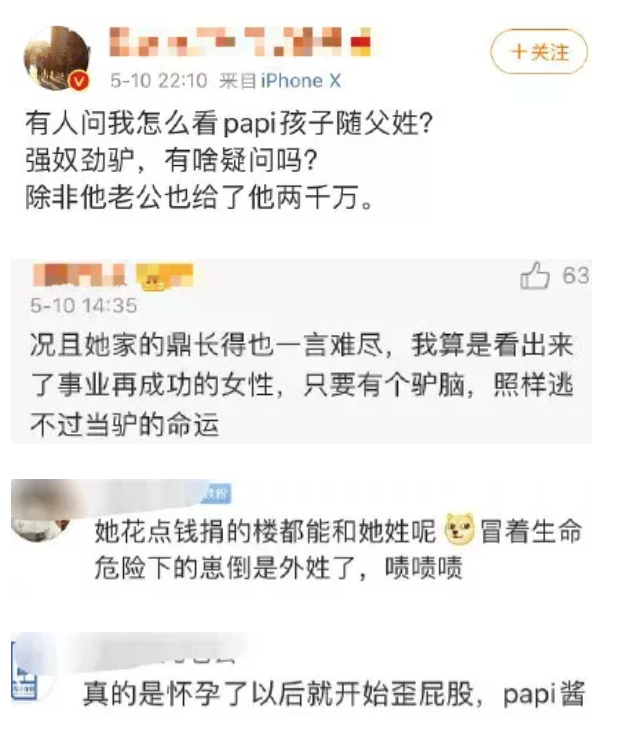 +关注
5-10 22:10 来自iPhone X
有人问我怎么看papi孩子随父姓?
强奴劲驴，有啥疑问吗?
除非他老公也给了他两千万。
63
5-10 14:35
况且她家的鼎长得也一言难尽，我算是看出来
了事业再成功的女性，只要有个驴脑，照样逃
不过当驴的命运
铁粉
她花点钱捐的楼都能和她姓呢 冒着生命
危险下的崽倒是外姓了，啧啧啧
真的是怀孕了以后就开始歪屁股，papi酱